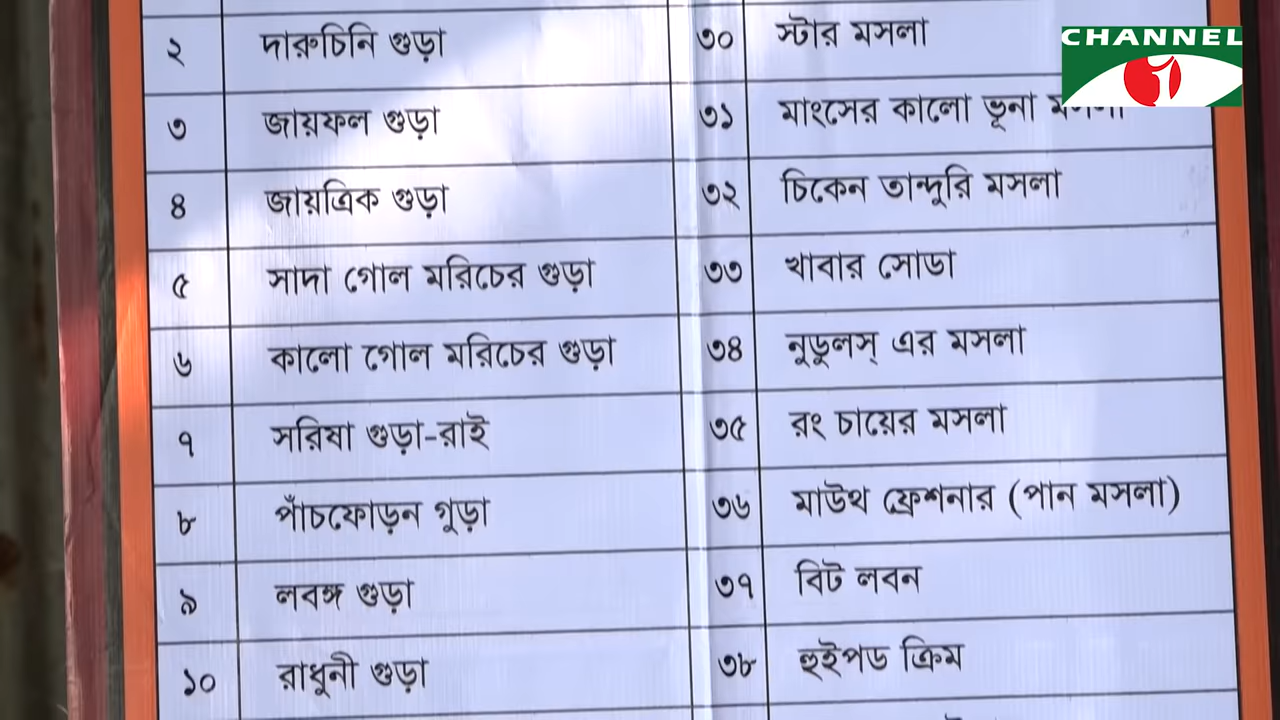 CHANNEL i
২ দারুচিনি গুড়া ৩০ স্টার মসলা
৩ জায়ফল গুড়া ৩১ মাংসের কালো ভূনা
৪ জায়ত্রিক গুড়া ৩২ চিকেন তান্দুরি মসলা
৫ সাদা গোল মরিচের গুড়া ৩৩ খাবার সোডা
৬ কালো গোল মরিচের গুড়া ৩৪ নুডুলস্ এর মসলা
৭ সরিষা গুড়া-রাই ৩৫ রং চায়ের মসলা
৮ পাঁচফোড়ন গুড়া ৩৬ মাউথ ফ্রেশনার (পান মসলা)
৯ লবঙ্গ গুড়া ৩৭ বিট লবন
১০ রাধুনী গুড়া ৩৮ হুইপড ক্রিম